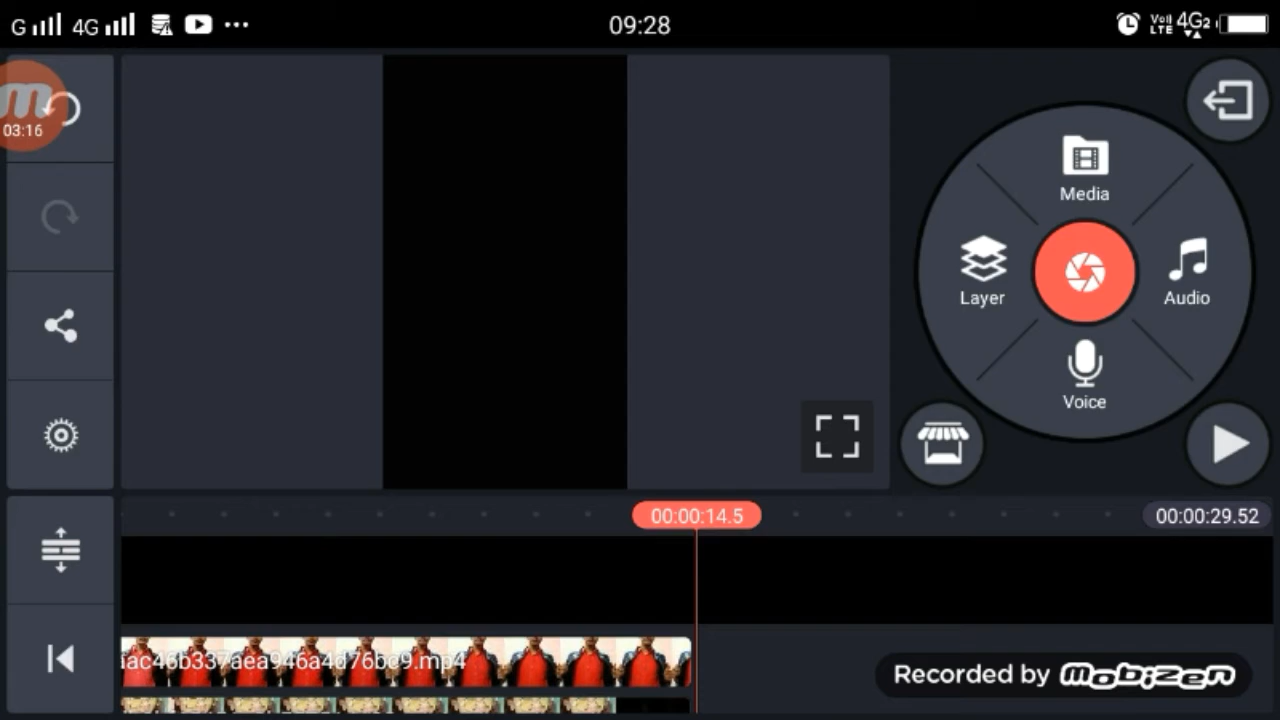 G 4G 09:28 VoLTE 4G2
m
03:16
Media
Layer
Audio
Voice
00:00:14.5
00:00:29.52
ac46b337aea946a4d76bc9.mp4
Recorded by mobizen